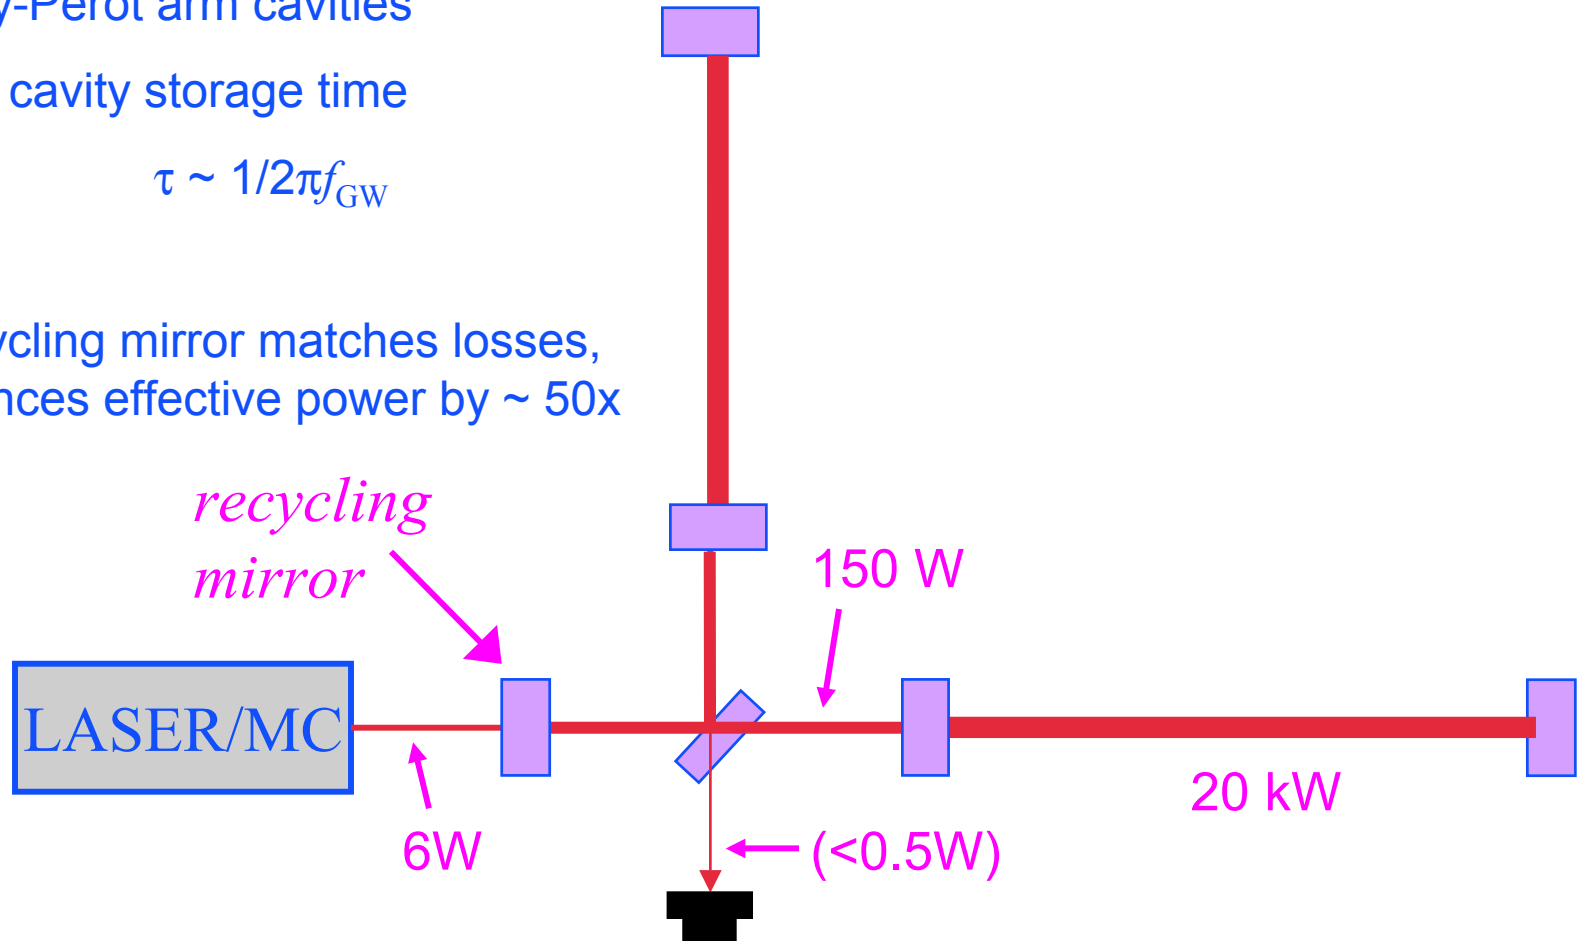 y-Perot arm cavities
cavity storage time
τ ~ 1/2πf_GW
ycling mirror matches losses,
nces effective power by ~ 50x
recycling
mirror
150 W
LASER/MC
20 kW
6W
(<0.5W)